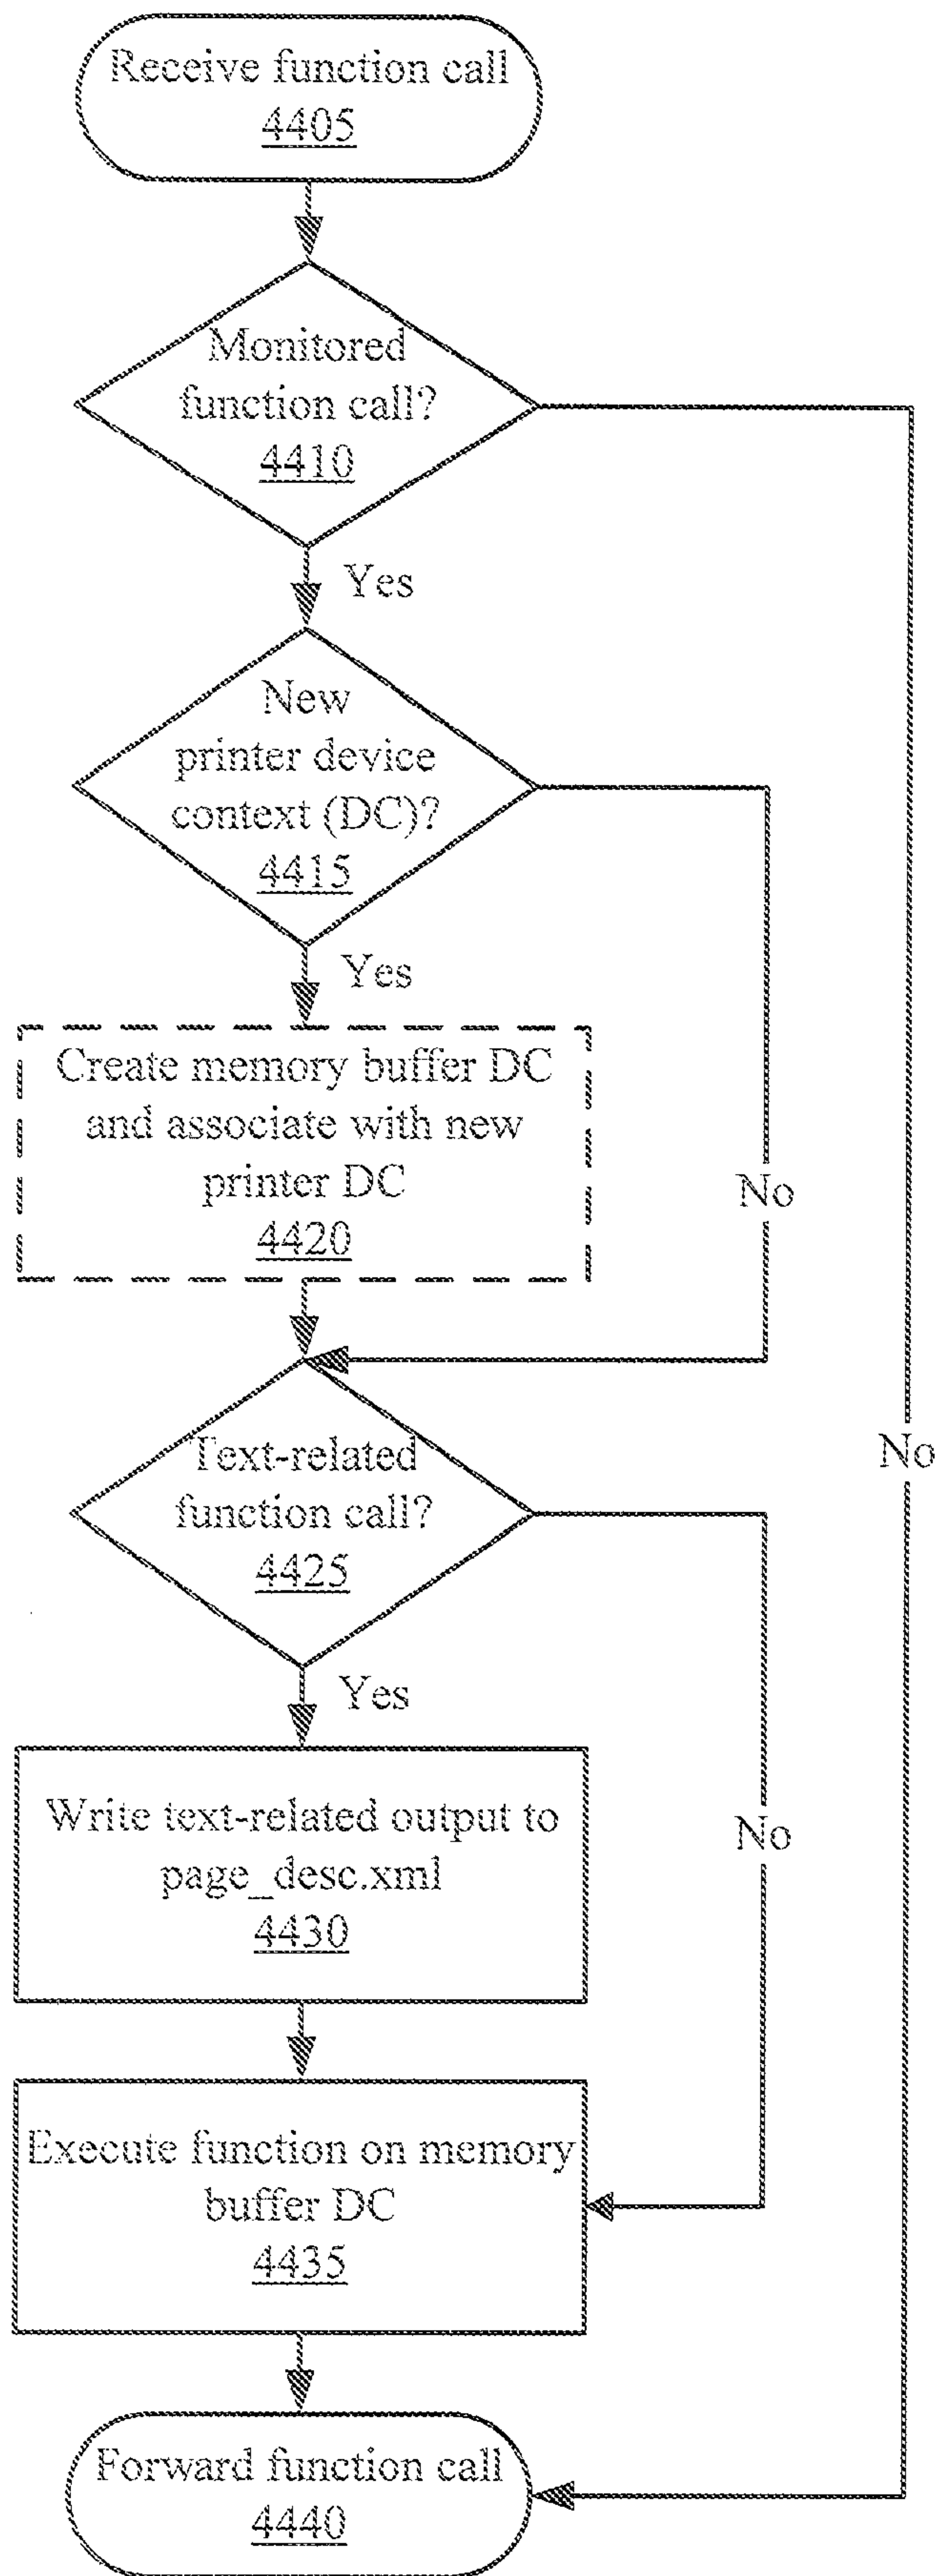 Receive function call
4405
Monitored
function call?
4410
Yes
New
printer device
context (DC)?
4415
Yes
Create memory buffer DC
and associate with new
printer DC
4420
No
Text-related
function call?
4425
No
Yes
Write text-related output to
page_desc.xml
4430
No
Execute function on memory
buffer DC
4435
Forward function call
4440